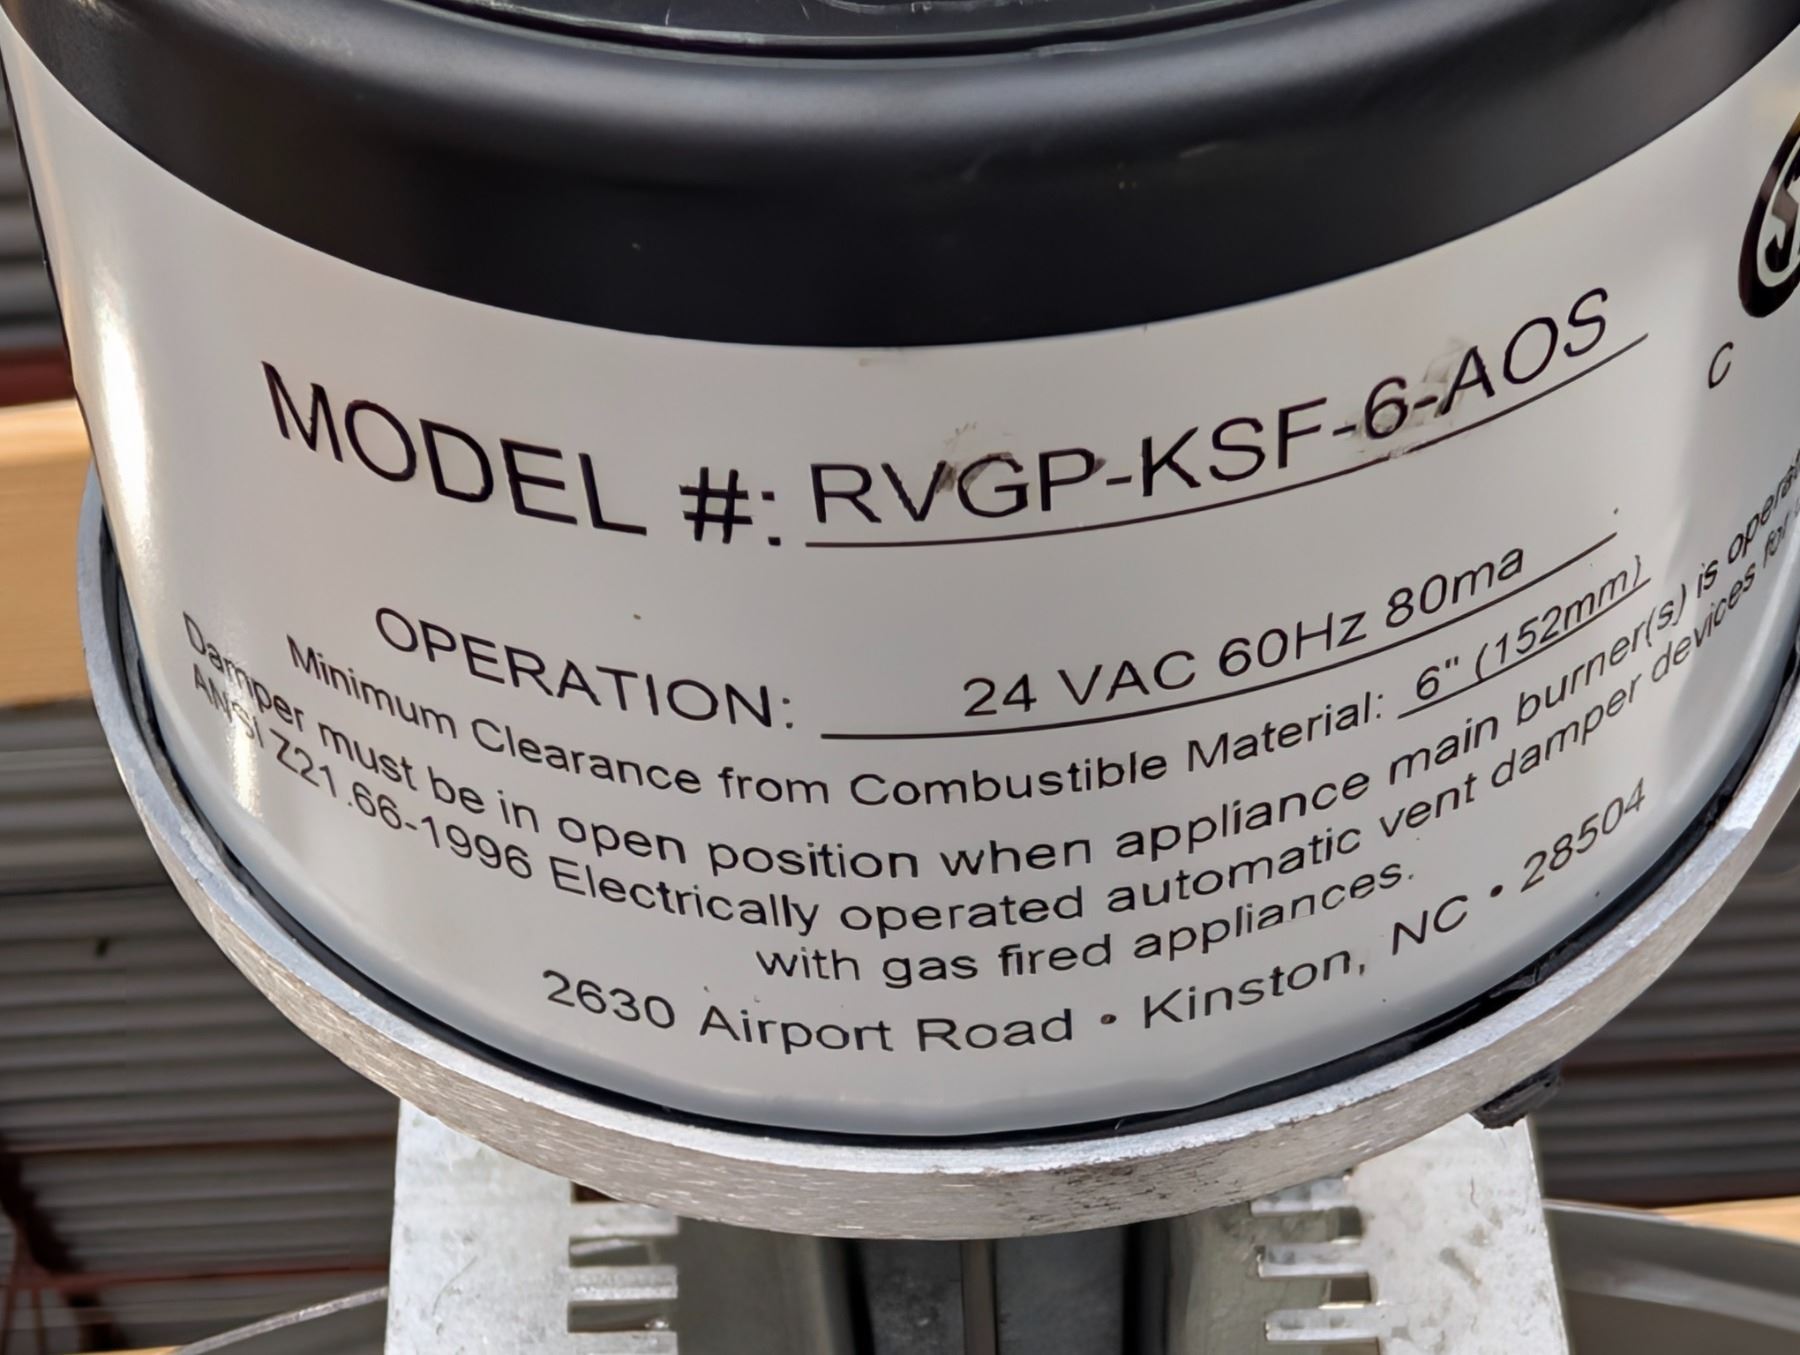 MODEL #: RVGP-KSF-6-AOS
C
OPERATION: 24 VAC 60Hz 80ma
Minimum Clearance from Combustible Material: 6" (152mm)
Damper must be in open position when appliance main burner(s) is
ANSI Z21.66-1996 Electrically operated automatic vent damper devices for
with gas fired appliances.
2630 Airport Road • Kinston, NC • 28504